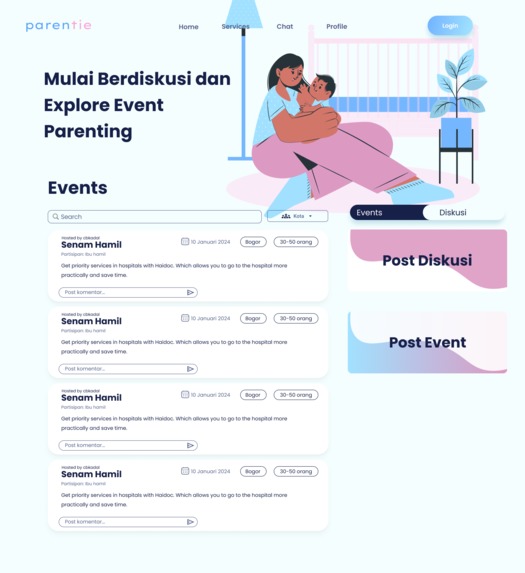 parentie
Home
Services
Chat
Profile
Login
Mulai Berdiskusi dan
Explore Event
Parenting
Events
Search
Kota
Events
Diskusi
Hosted by cbkadal
Senam Hamil
Partisipan: Ibu hamil
10 Januari 2024
Bogor
30-50 orang
Get priority services in hospitals with Haidoc. Which allows you to go to the hospital more
practically and save time.
Post komentar...
Post Diskusi
Hosted by cbkadal
Senam Hamil
Partisipan: Ibu hamil
10 Januari 2024
Bogor
30-50 orang
Get priority services in hospitals with Haidoc. Which allows you to go to the hospital more
practically and save time.
Post komentar...
Post Event
Hosted by cbkadal
Senam Hamil
Partisipan: Ibu hamil
10 Januari 2024
Bogor
30-50 orang
Get priority services in hospitals with Haidoc. Which allows you to go to the hospital more
practically and save time.
Post komentar...
Hosted by cbkadal
Senam Hamil
Partisipan: Ibu hamil
10 Januari 2024
Bogor
30-50 orang
Get priority services in hospitals with Haidoc. Which allows you to go to the hospital more
practically and save time.
Post komentar...